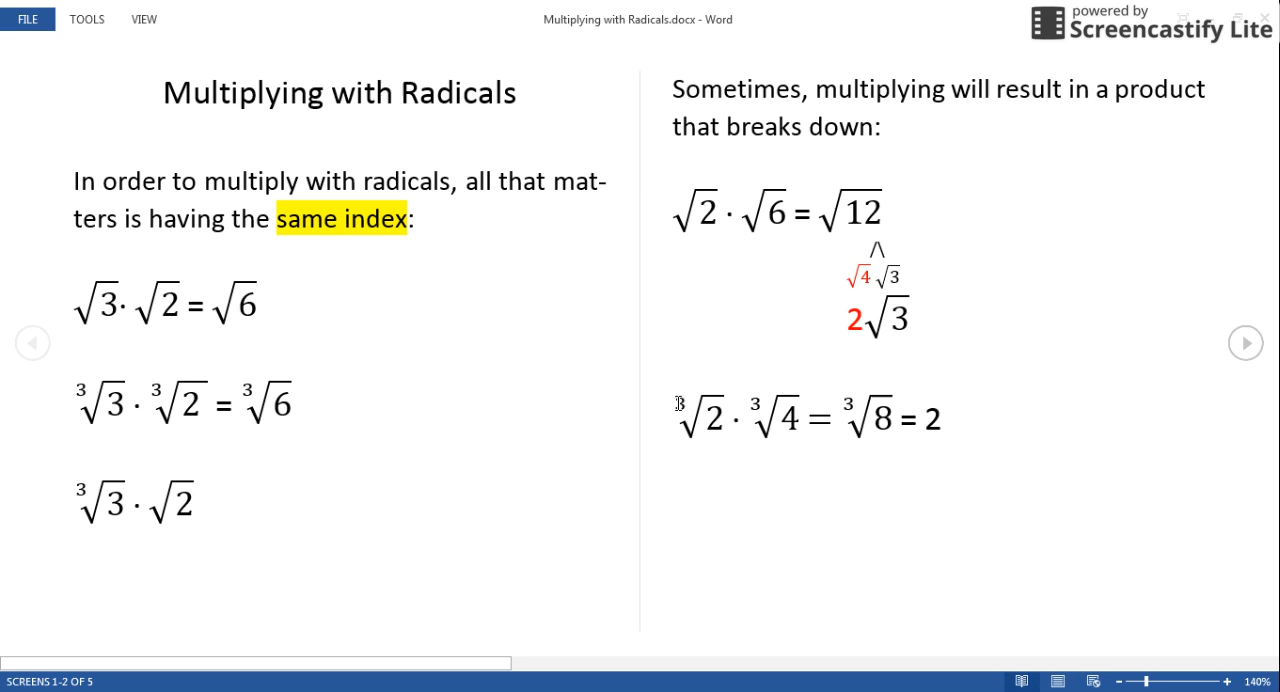 FILE TOOLS VIEW Multiplying with Radicals.docx - Word
powered by
Screencastify Lite
Multiplying with Radicals
In order to multiply with radicals, all that mat-
ters is having the same index:
√3· √2 = √6
∛3 · ∛2 = ∛6
∛3 · √2
Sometimes, multiplying will result in a product
that breaks down:
√2 · √6 = √12
/\
√4 √3
2√3
∛2 · ∛4 = ∛8 = 2
SCREENS 1-2 OF 5 140%